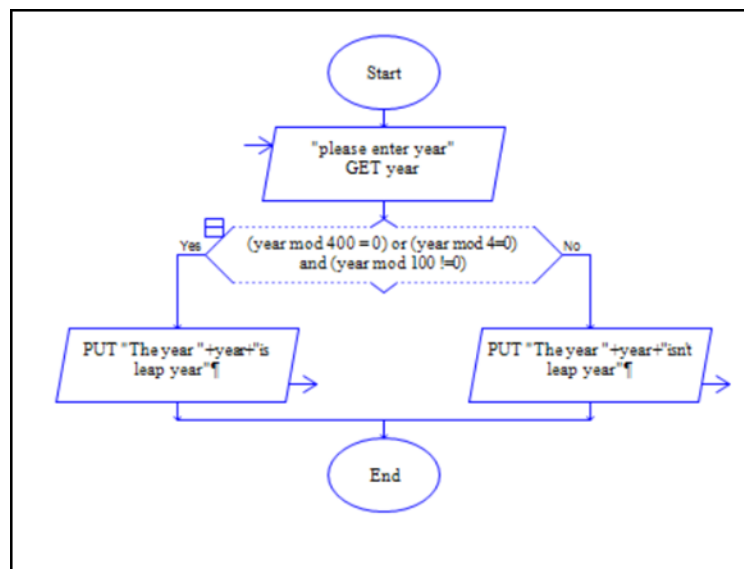 Start
"please enter year"
GET year
Yes
(year mod 400 = 0) or (year mod 4=0)
and (year mod 100 !=0)
No
PUT "The year "+year+"is
leap year"¶
PUT "The year "+year+"isn't
leap year"¶
End